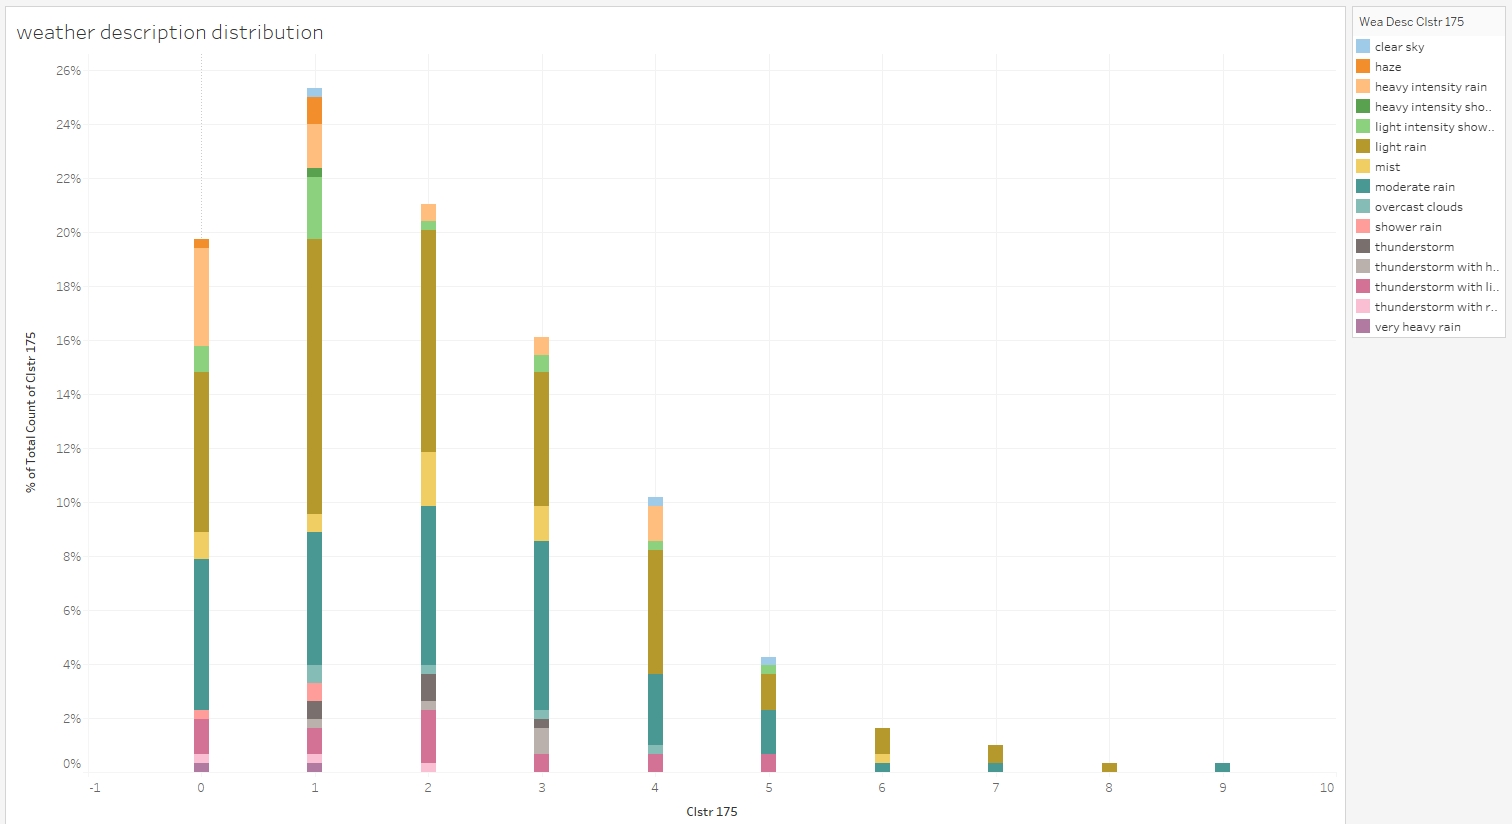 weather description distribution
Wea Desc Clstr 175
clear sky
haze
heavy intensity rain
heavy intensity sho..
light intensity show..
light rain
mist
moderate rain
overcast clouds
shower rain
thunderstorm
thunderstorm with h..
thunderstorm with li..
thunderstorm with r..
very heavy rain
% of Total Count of Clstr 175
26%
24%
22%
20%
18%
16%
14%
12%
10%
8%
6%
4%
2%
0%
-1 0 1 2 3 4 5 6 7 8 9 10
Clstr 175